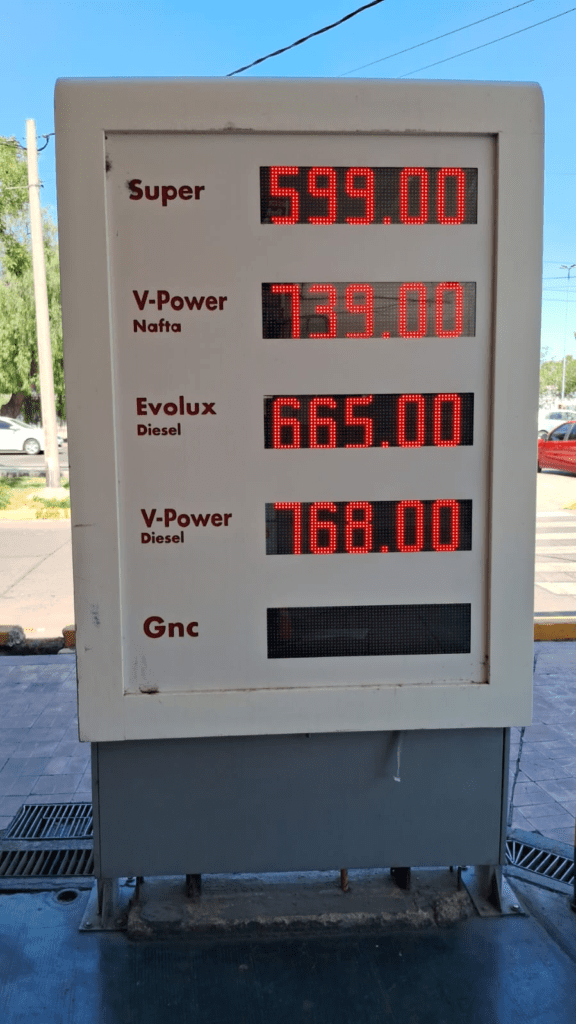 Super 599.00
V-Power 739.00
Nafta
Evolux 665.00
Diesel
V-Power 768.00
Diesel
Gnc